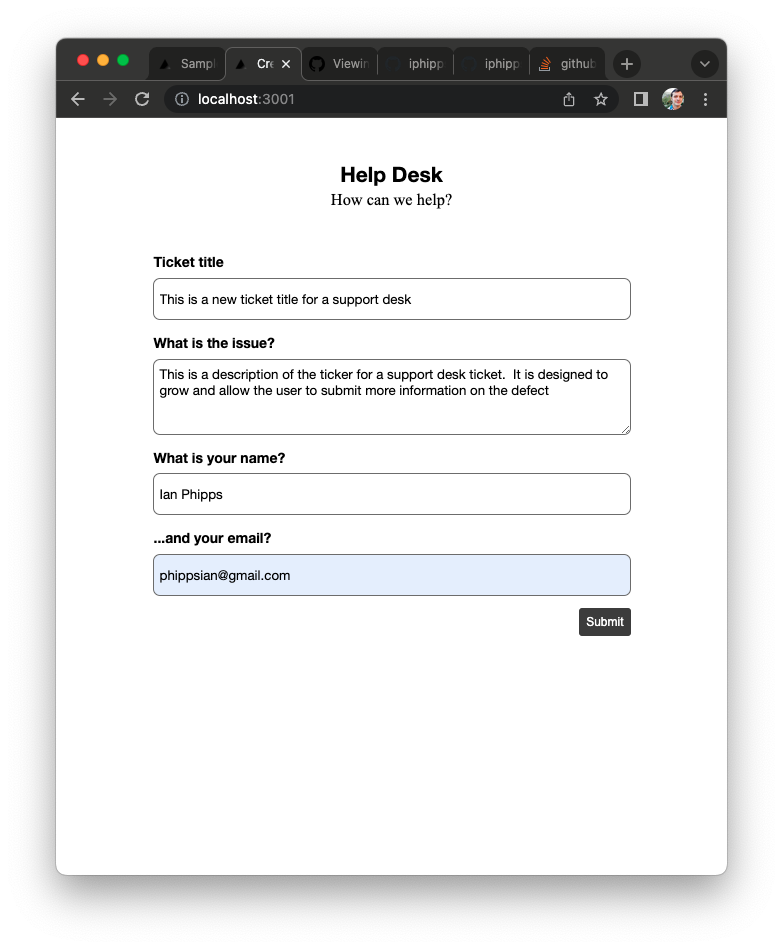 Sampl
Cre
Viewin
iphipp
iphipp
github
localhost:3001
Help Desk
How can we help?
Ticket title
This is a new ticket title for a support desk
What is the issue?
This is a description of the ticker for a support desk ticket.  It is designed to
grow and allow the user to submit more information on the defect
What is your name?
Ian Phipps
...and your email?
phippsian@gmail.com
Submit